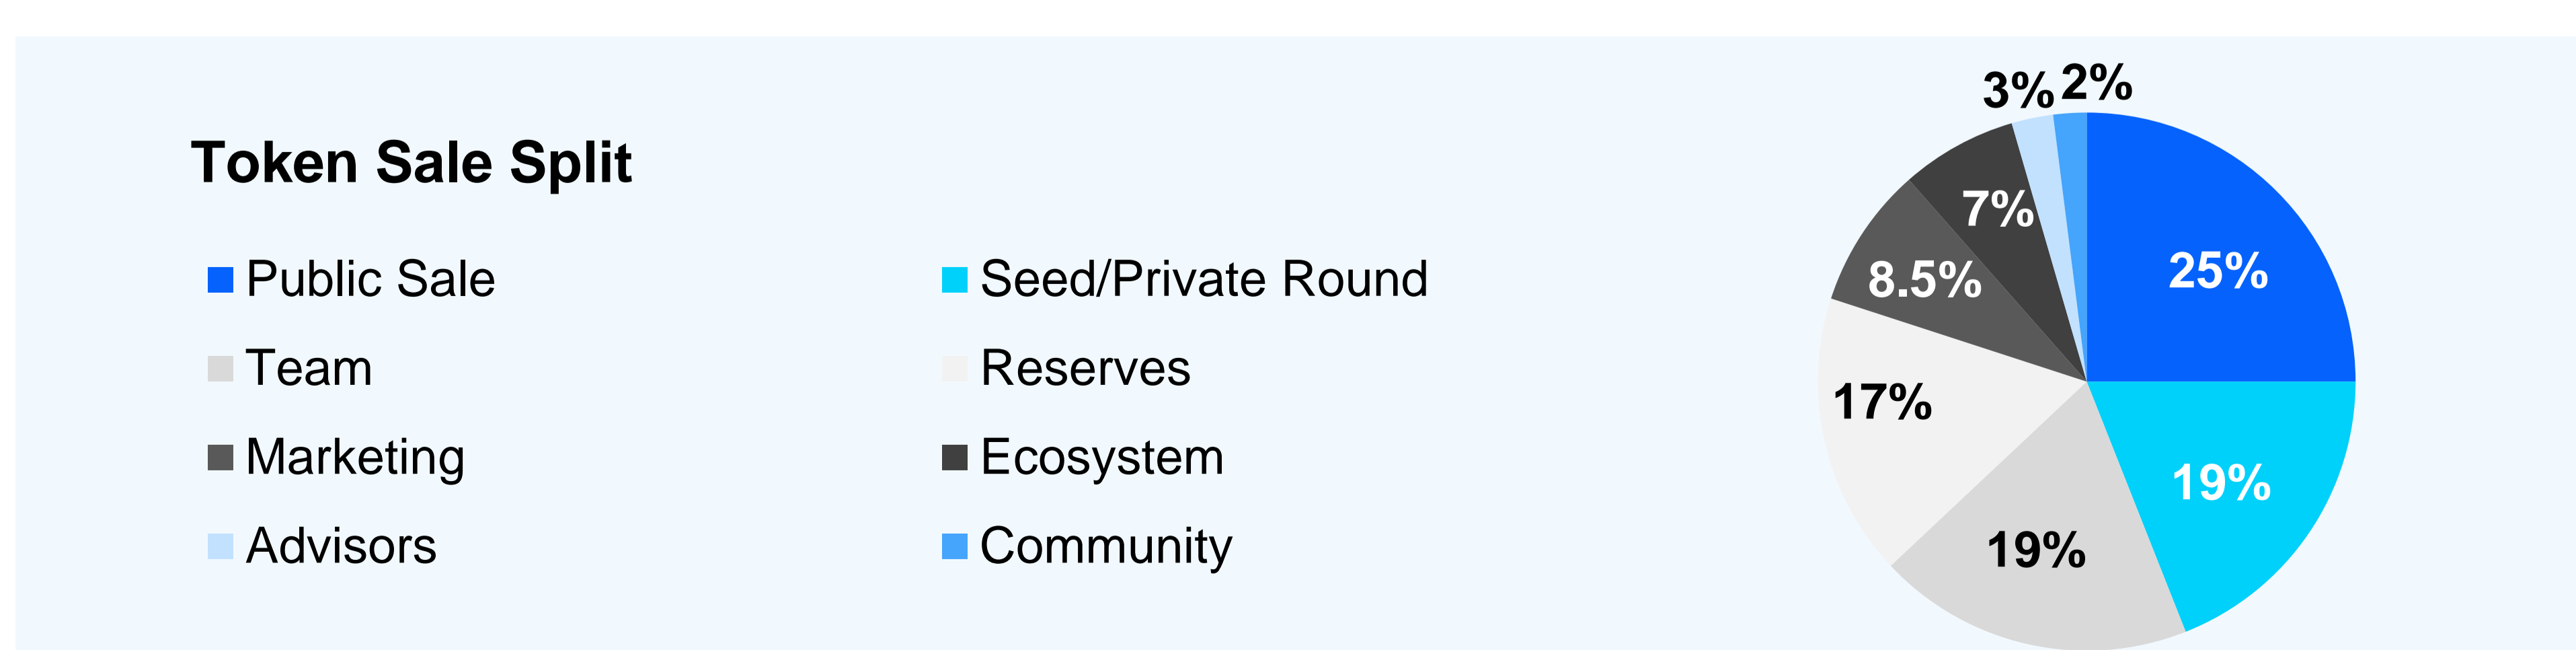 Token Sale Split
Public Sale
Seed/Private Round
Team
Reserves
Marketing
Ecosystem
Advisors
Community
3%
2%
7%
25%
8.5%
17%
19%
19%